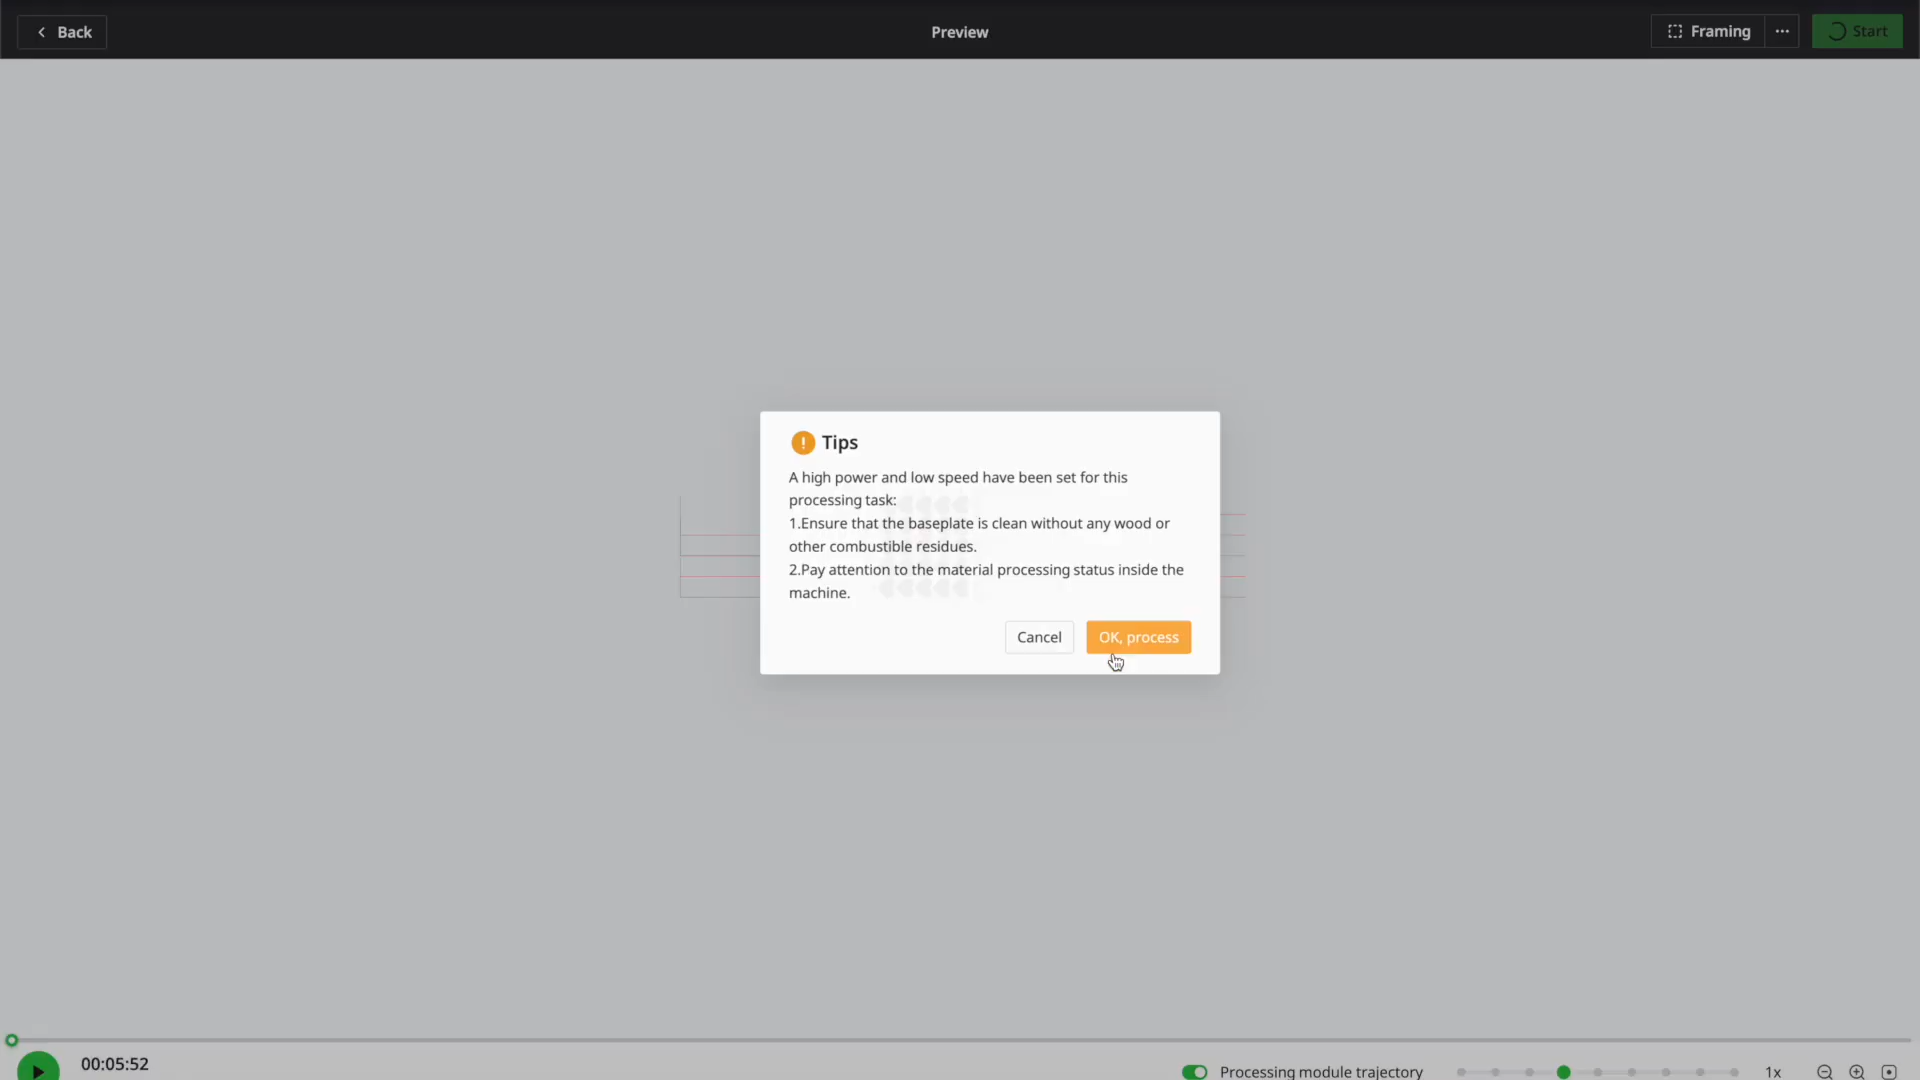 Back
Preview
Framing
Start
Tips
A high power and low speed have been set for this
processing task:
1.Ensure that the baseplate is clean without any wood or
other combustible residues.
2.Pay attention to the material processing status inside the
machine.
Cancel
OK, process
00:05:52
Processing module trajectory
1x